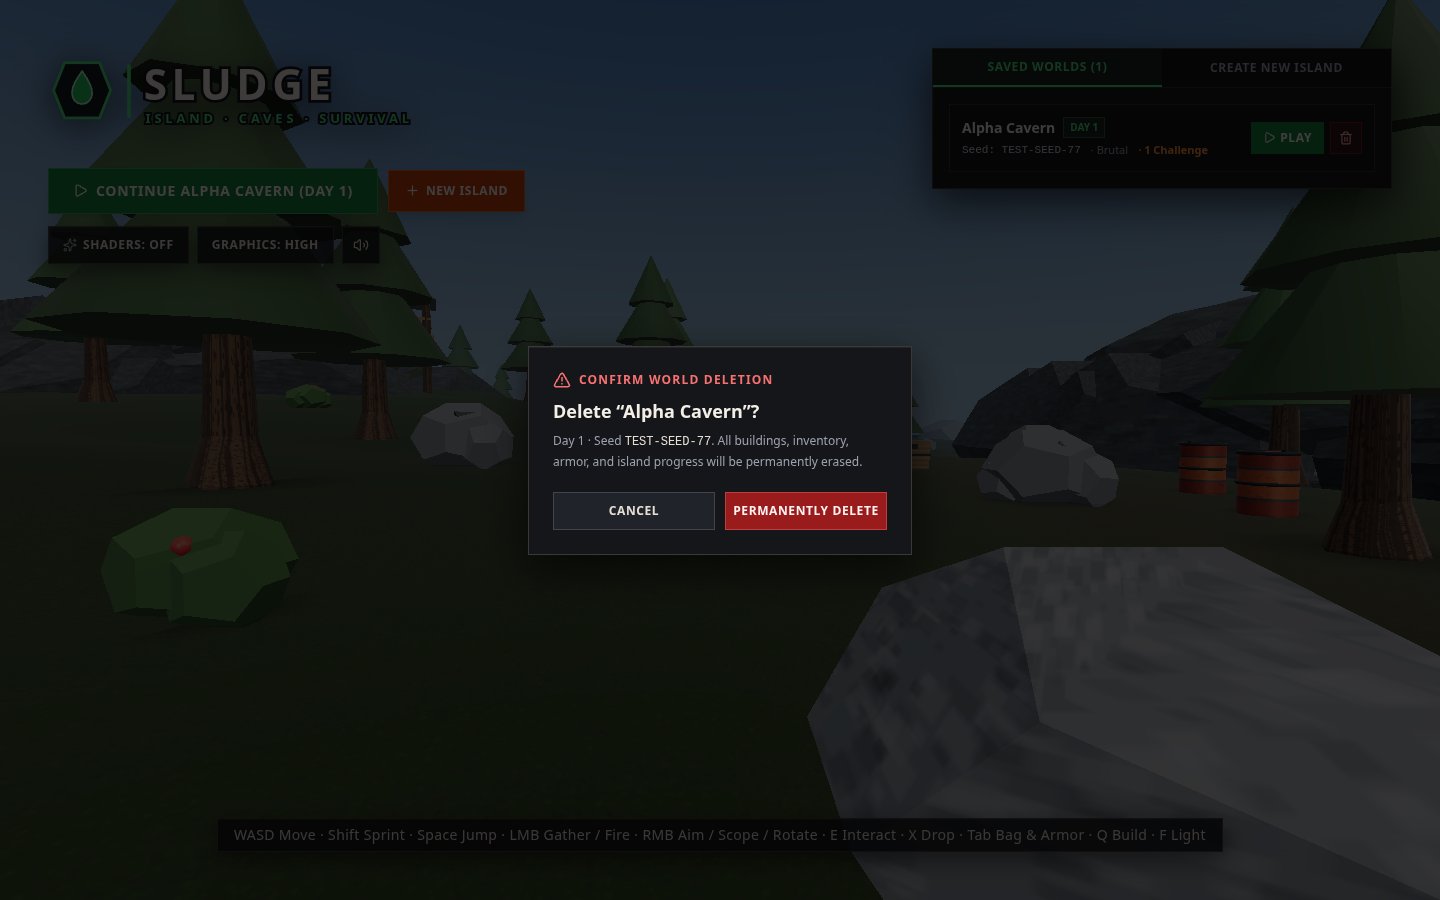 SLUDGE
ISLAND · CAVES · SURVIVAL
CONTINUE ALPHA CAVERN (DAY 1)
NEW ISLAND
SHADERS: OFF
GRAPHICS: HIGH
SAVED WORLDS (1)
CREATE NEW ISLAND
Alpha Cavern DAY 1
Seed: TEST-SEED-77 · Brutal · 1 Challenge
PLAY
CONFIRM WORLD DELETION
Delete “Alpha Cavern”?
Day 1 · Seed TEST-SEED-77. All buildings, inventory,
armor, and island progress will be permanently erased.
CANCEL
PERMANENTLY DELETE
WASD Move · Shift Sprint · Space Jump · LMB Gather / Fire · RMB Aim / Scope / Rotate · E Interact · X Drop · Tab Bag & Armor · Q Build · F Light